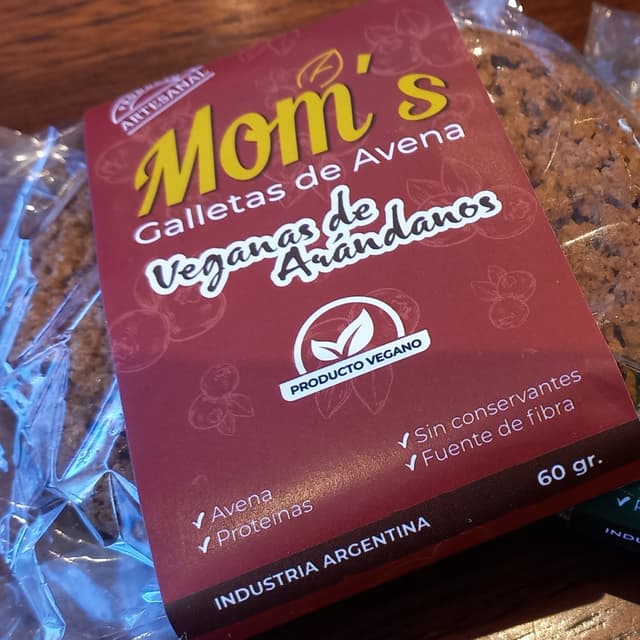 ARTESANAL
Mom's
Galletas de Avena
Veganas de
Arándanos
PRODUCTO VEGANO
✓ Avena
✓ Proteínas
✓ Sin conservantes
✓ Fuente de fibra
60 gr.
INDUSTRIA ARGENTINA